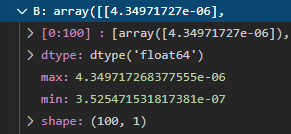 B: array([[4.34971727e-06],
[0:100] : [array([4.34971727e-06]),
dtype: dtype('float64')
max: 4.349717268377555e-06
min: 3.525471531817381e-07
shape: (100, 1)